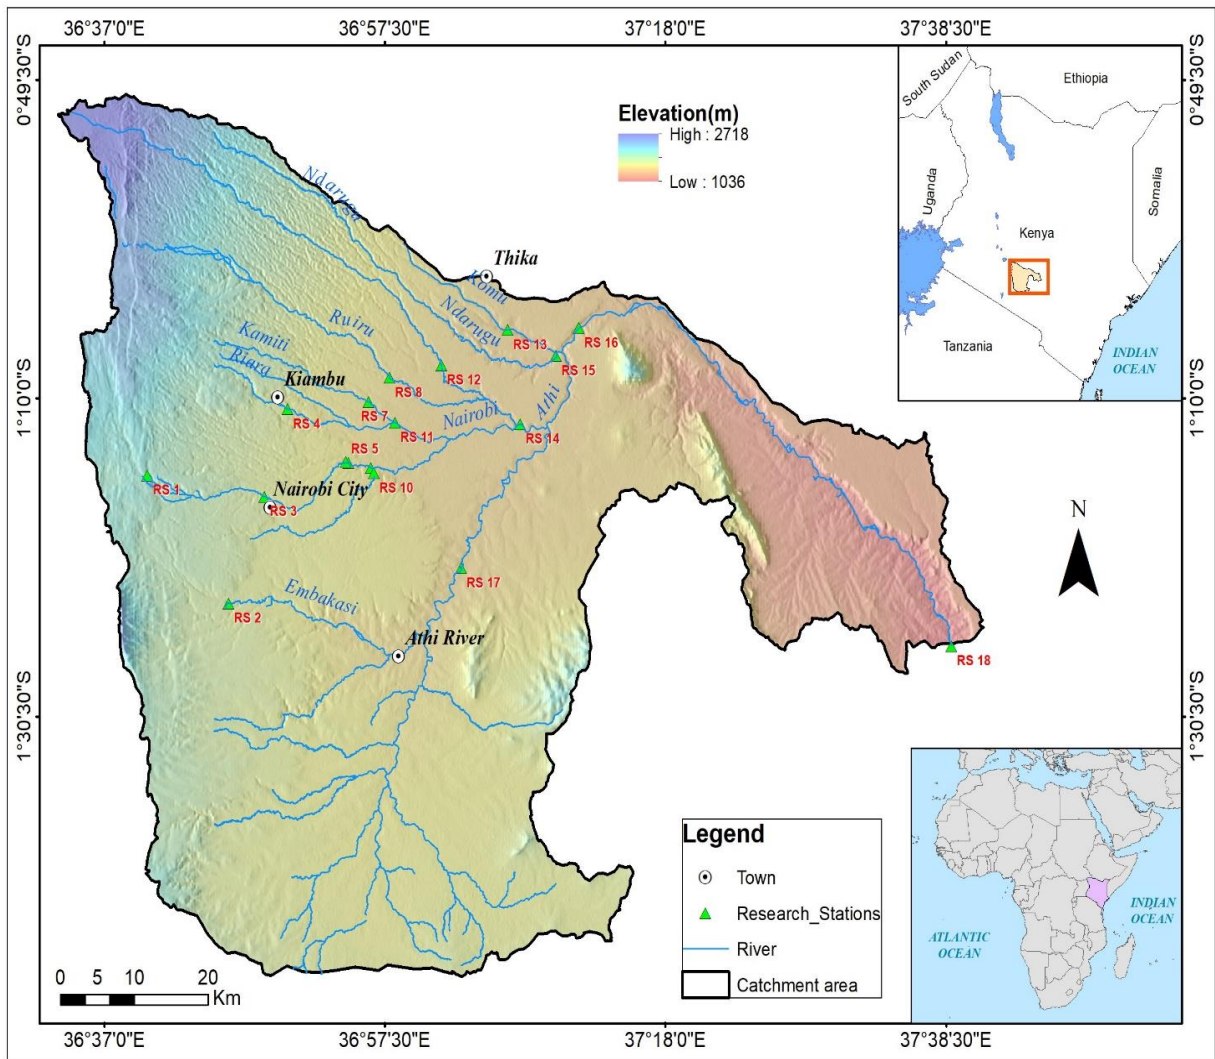 36°37'0"E
36°57'30"E
37°18'0"E
37°38'30"E
0°49'30"S
0°49'30"S
Elevation(m)
High : 2718
Low : 1036
South Sudan
Ethiopia
Uganda
Kenya
Somalia
Tanzania
INDIAN
OCEAN
Ndarugu
Thika
Komu
Ndarugu
Ruiru
Kamiti
Riara
Kiambu
RS 13
RS 16
RS 15
RS 12
RS 8
RS 7
RS 4
RS 11
Nairobi
Athi
RS 14
1°10'0"S
1°10'0"S
RS 5
RS 1
RS 10
Nairobi City
RS 3
N
RS 17
Embakasi
RS 2
Athi River
RS 18
1°30'30"S
1°30'30"S
Legend
Town
Research_Stations
River
Catchment area
ATLANTIC
OCEAN
INDIAN
OCEAN
0 5 10 20
Km
36°37'0"E
36°57'30"E
37°18'0"E
37°38'30"E